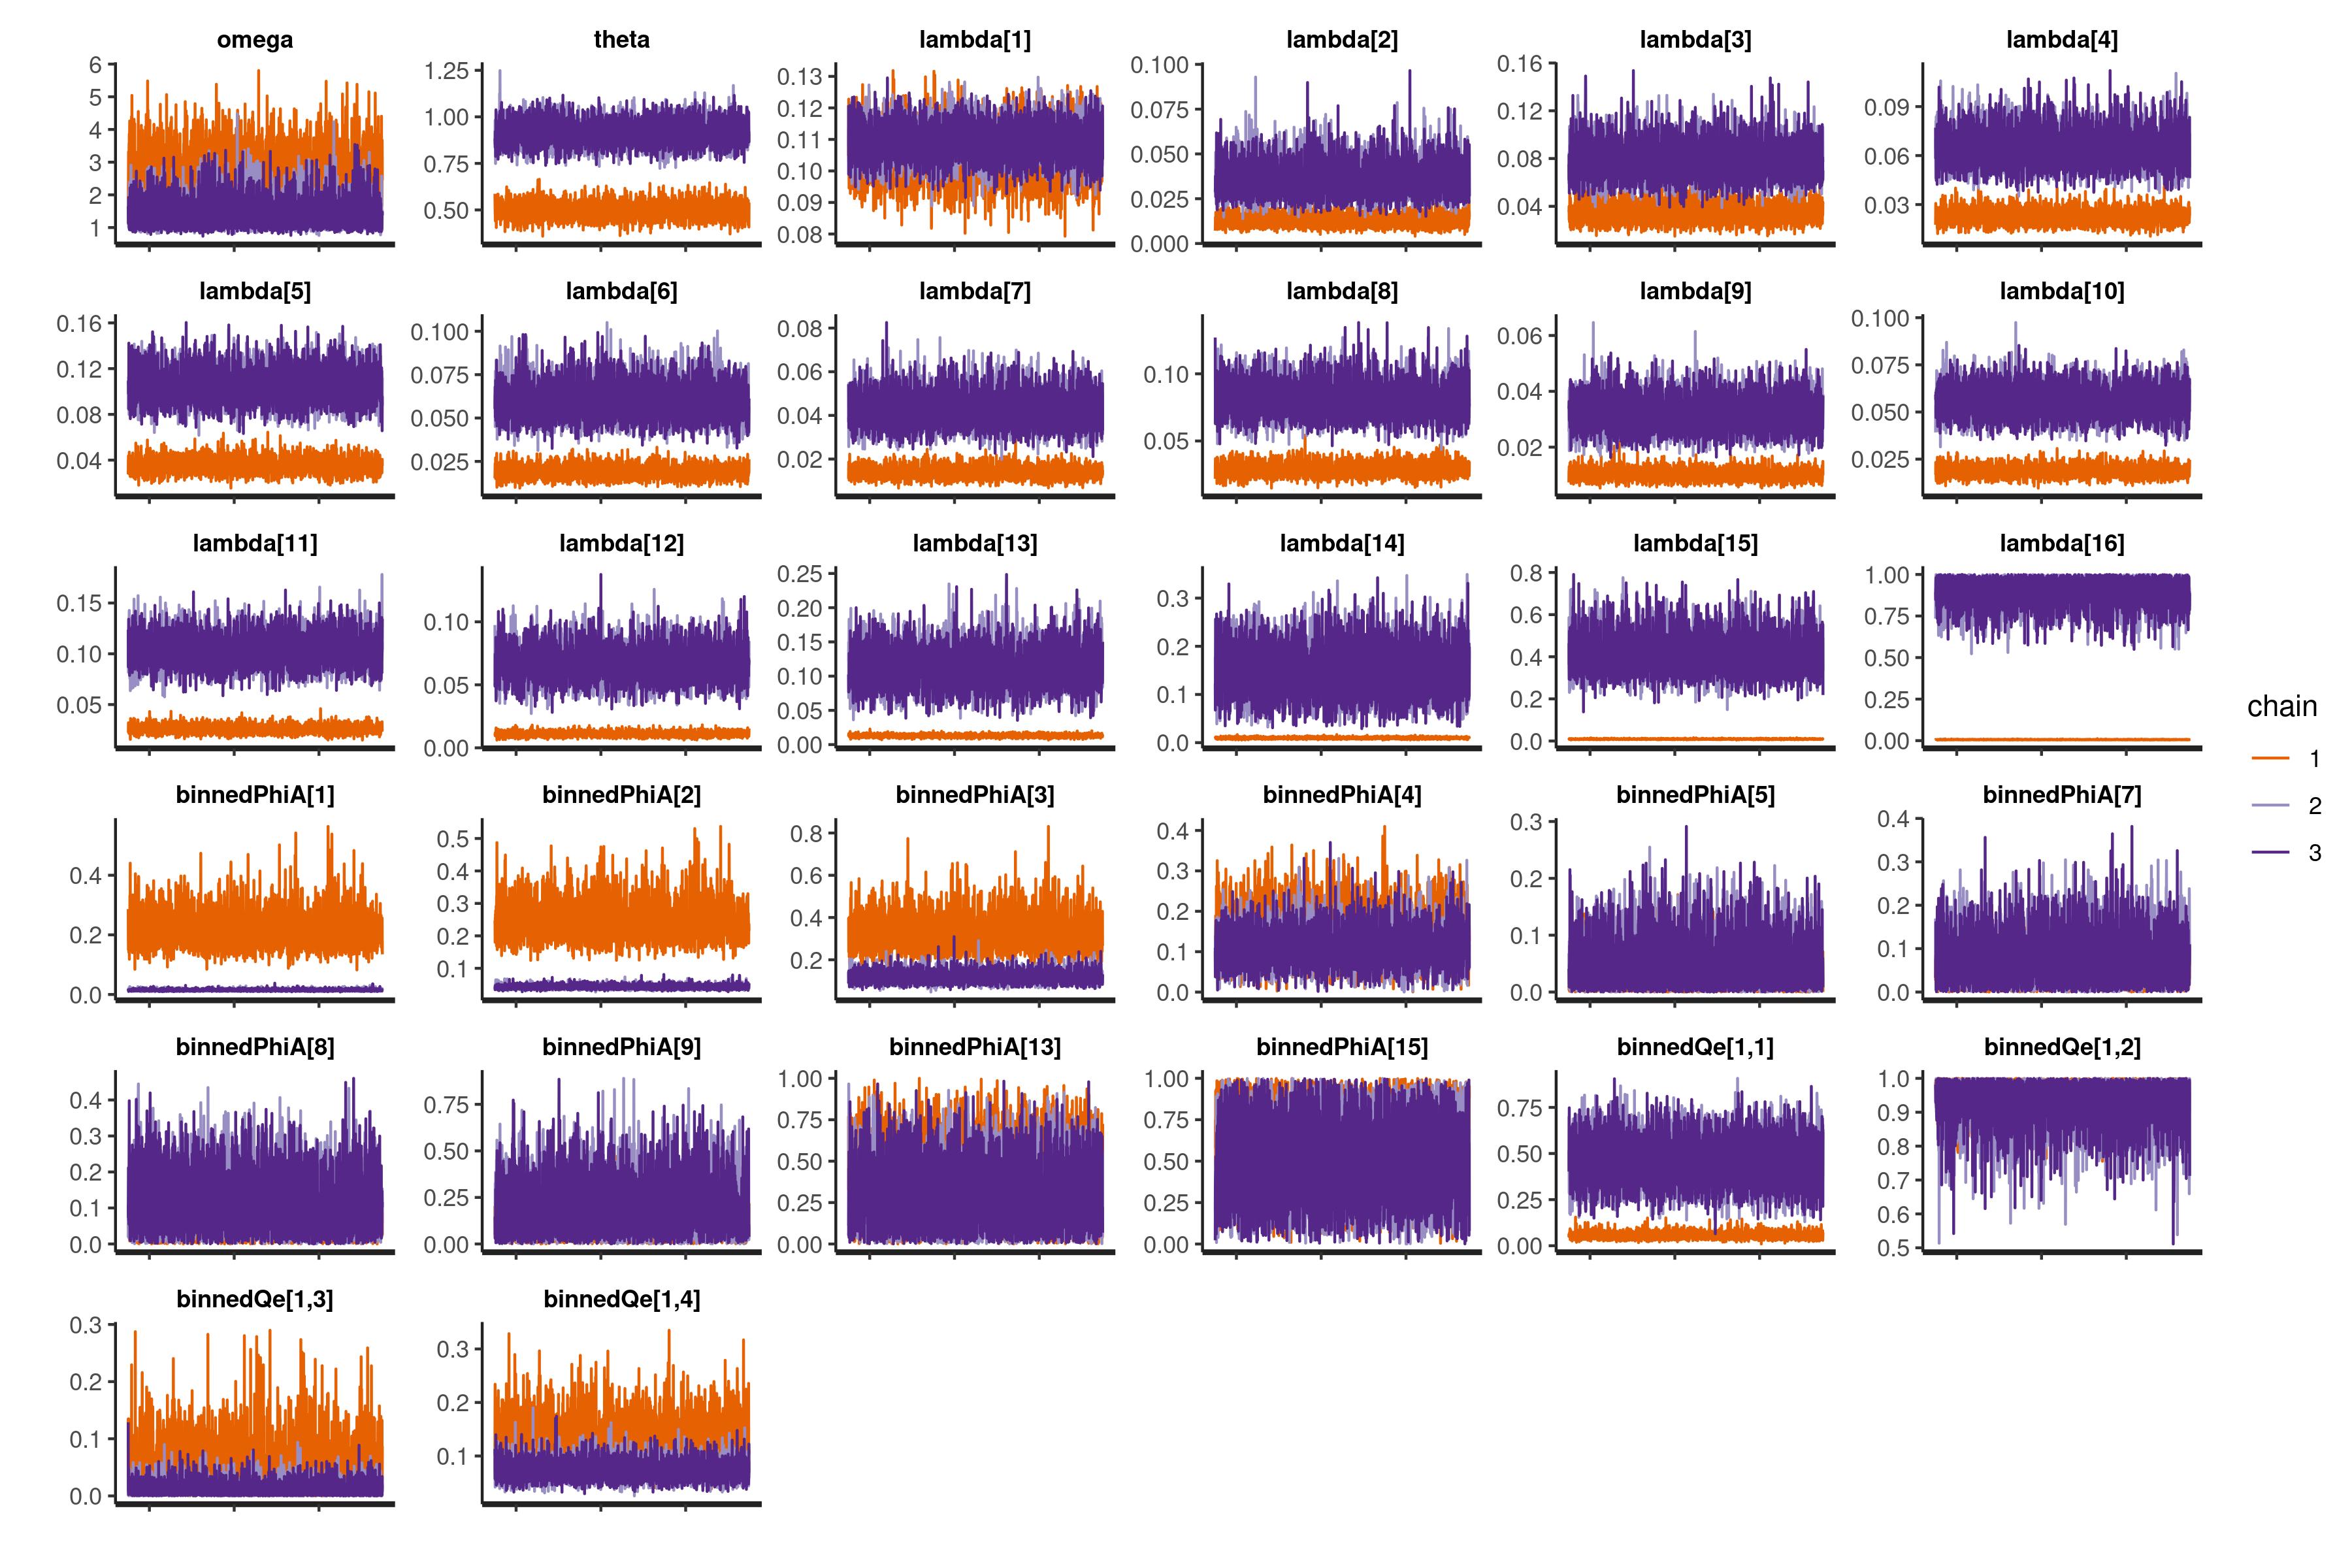 omega theta lambda[1] lambda[2] lambda[3] lambda[4]
6 5 4 3 2 1
1.25 1.00 0.75 0.50
0.13 0.12 0.11 0.10 0.09 0.08
0.100 0.075 0.050 0.025 0.000
0.16 0.12 0.08 0.04
0.09 0.06 0.03
lambda[5] lambda[6] lambda[7] lambda[8] lambda[9] lambda[10]
0.16 0.12 0.08 0.04
0.100 0.075 0.050 0.025
0.08 0.06 0.04 0.02
0.10 0.05
0.06 0.04 0.02
0.100 0.075 0.050 0.025
lambda[11] lambda[12] lambda[13] lambda[14] lambda[15] lambda[16]
0.15 0.10 0.05
0.10 0.05 0.00
0.25 0.20 0.15 0.10 0.05 0.00
0.3 0.2 0.1 0.0
0.8 0.6 0.4 0.2 0.0
1.00 0.75 0.50 0.25 0.00
binnedPhiA[1] binnedPhiA[2] binnedPhiA[3] binnedPhiA[4] binnedPhiA[5] binnedPhiA[7]
0.4 0.2 0.0
0.5 0.4 0.3 0.2 0.1
0.8 0.6 0.4 0.2
0.4 0.3 0.2 0.1 0.0
0.3 0.2 0.1 0.0
0.4 0.3 0.2 0.1 0.0
binnedPhiA[8] binnedPhiA[9] binnedPhiA[13] binnedPhiA[15] binnedQe[1,1] binnedQe[1,2]
0.4 0.3 0.2 0.1 0.0
0.75 0.50 0.25 0.00
1.00 0.75 0.50 0.25 0.00
1.00 0.75 0.50 0.25 0.00
0.75 0.50 0.25 0.00
1.0 0.9 0.8 0.7 0.6 0.5
binnedQe[1,3] binnedQe[1,4]
0.3 0.2 0.1 0.0
0.3 0.2 0.1
chain
1
2
3